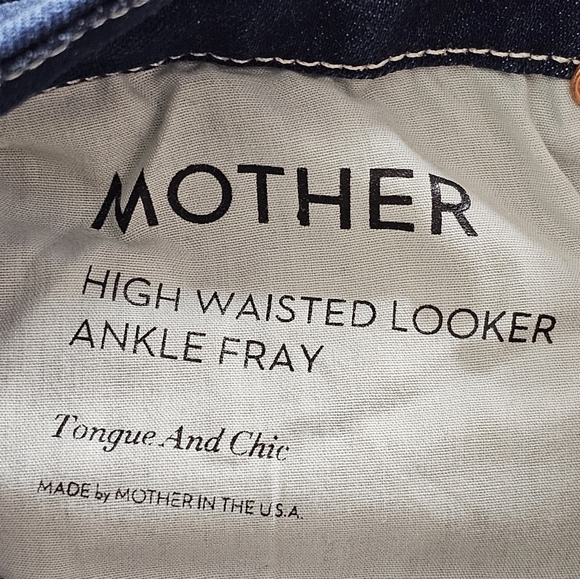 MOTHER
HIGH WAISTED LOOKER
ANKLE FRAY
Tongue And Chic
MADE by MOTHER IN THE U.S.A.